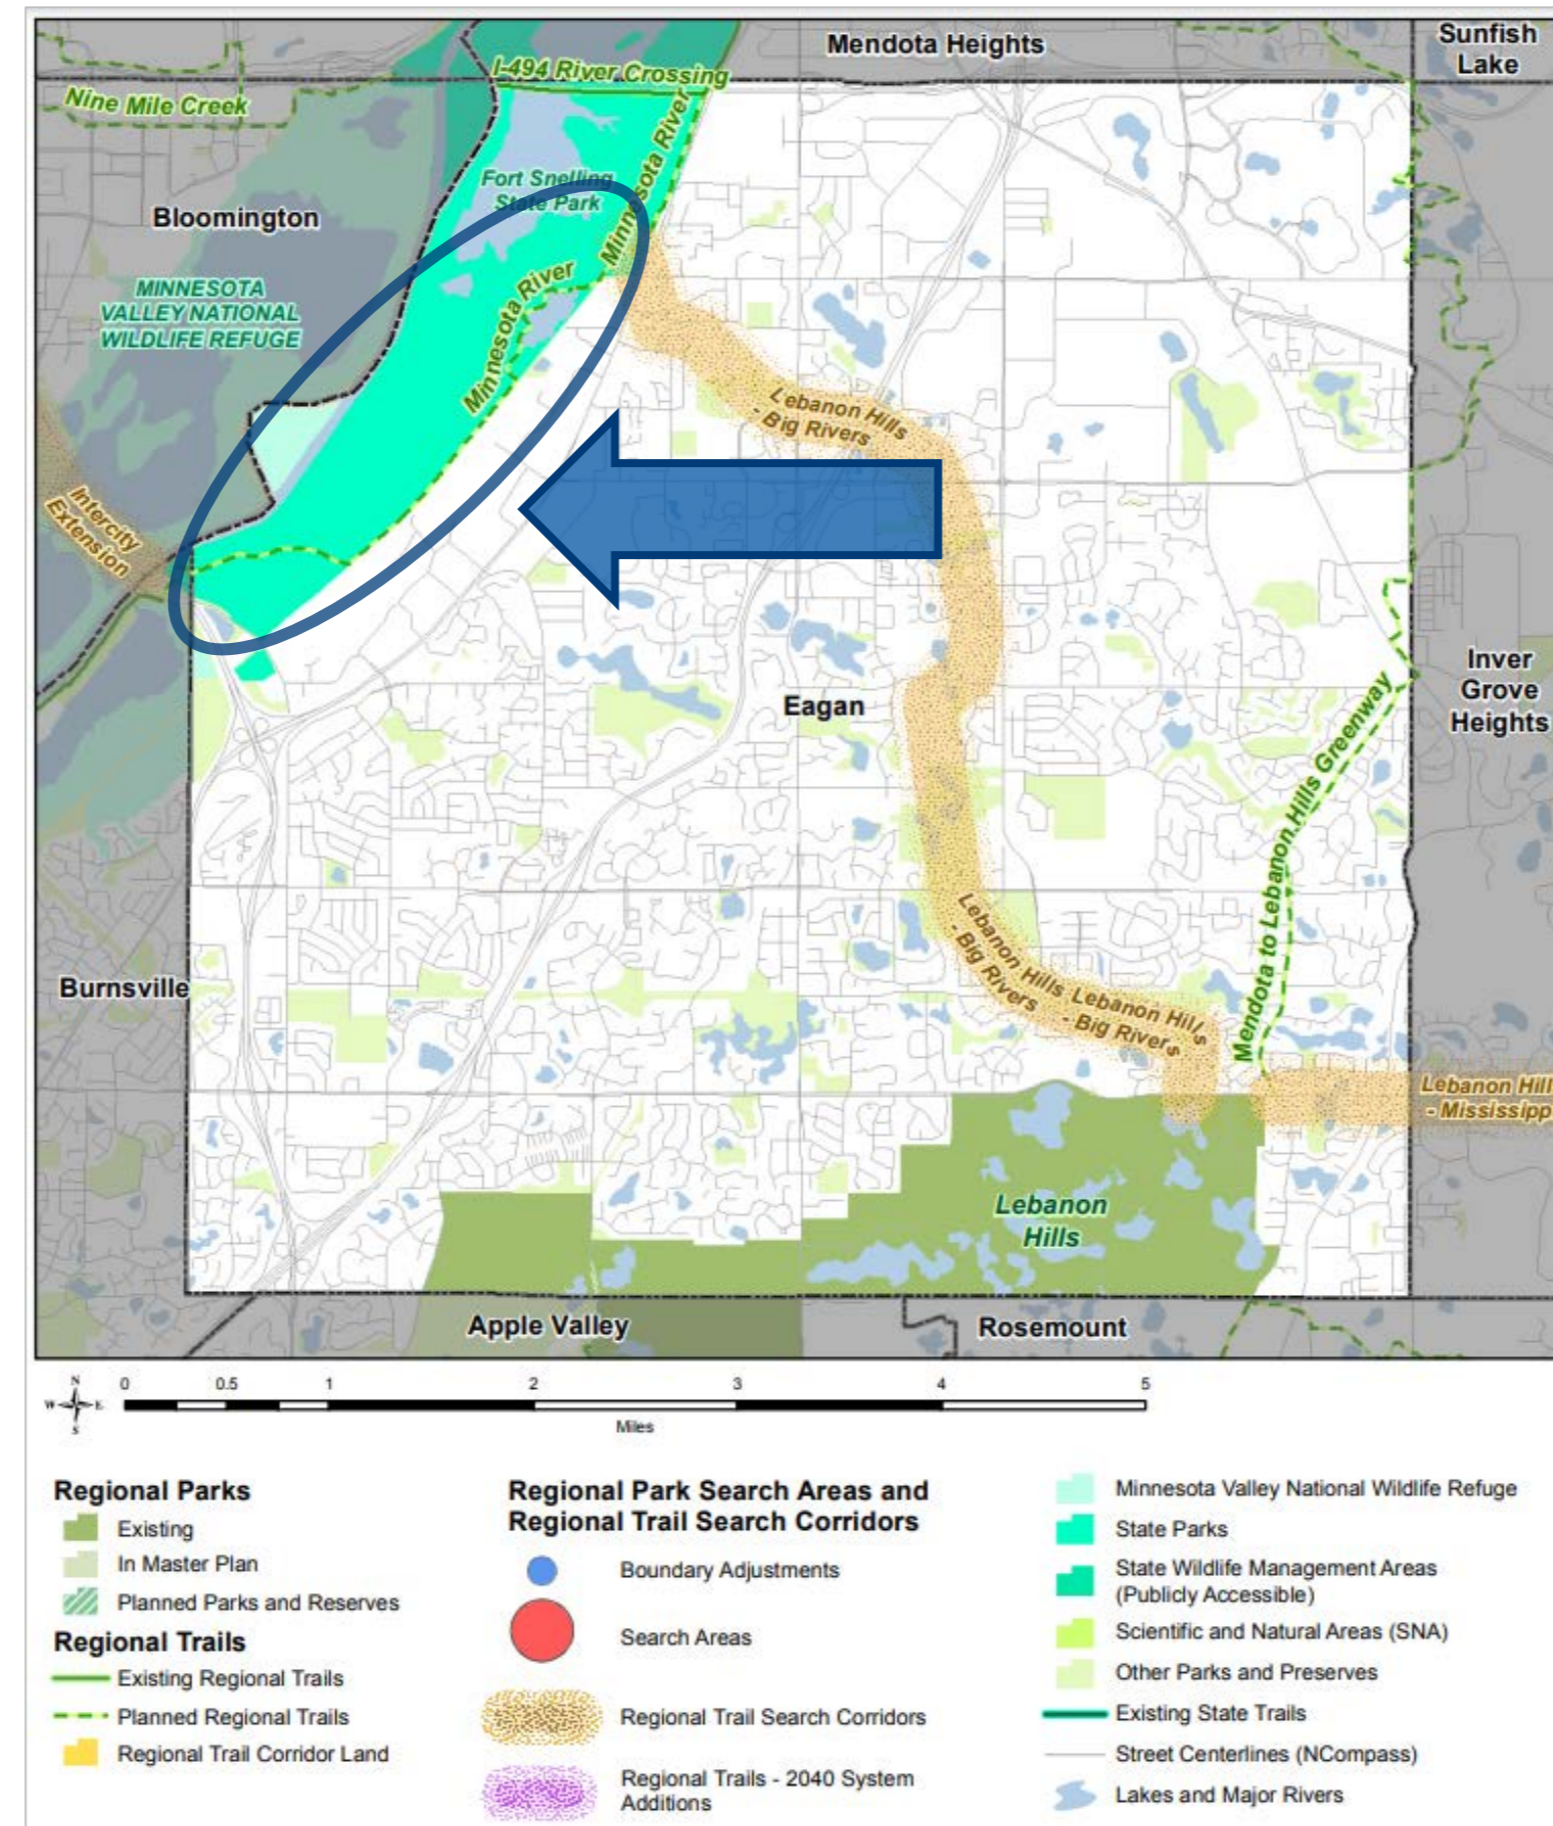 Mendota Heights
Sunfish
Lake
I-494 River Crossing
Nine Mile Creek
Minnesota River
Fort Snelling
State Park
Bloomington
MINNESOTA
VALLEY NATIONAL
WILDLIFE REFUGE
Minnesota River
Lebanon Hills
- Big Rivers
Intercity
Extension
Inver
Grove
Heights
Eagan
Mendota to Lebanon Hills Greenway
Lebanon Hills
- Big Rivers
Lebanon Hills
- Big Rivers
Burnsville
Lebanon Hill
- Mississipp
Lebanon
Hills
Apple Valley
Rosemount
N
W E
S
0 0.5 1 2 3 4 5
Miles
Regional Parks
Existing
In Master Plan
Planned Parks and Reserves
Regional Trails
Existing Regional Trails
Planned Regional Trails
Regional Trail Corridor Land
Regional Park Search Areas and
Regional Trail Search Corridors
Boundary Adjustments
Search Areas
Regional Trail Search Corridors
Regional Trails - 2040 System
Additions
Minnesota Valley National Wildlife Refuge
State Parks
State Wildlife Management Areas
(Publicly Accessible)
Scientific and Natural Areas (SNA)
Other Parks and Preserves
Existing State Trails
Street Centerlines (NCompass)
Lakes and Major Rivers